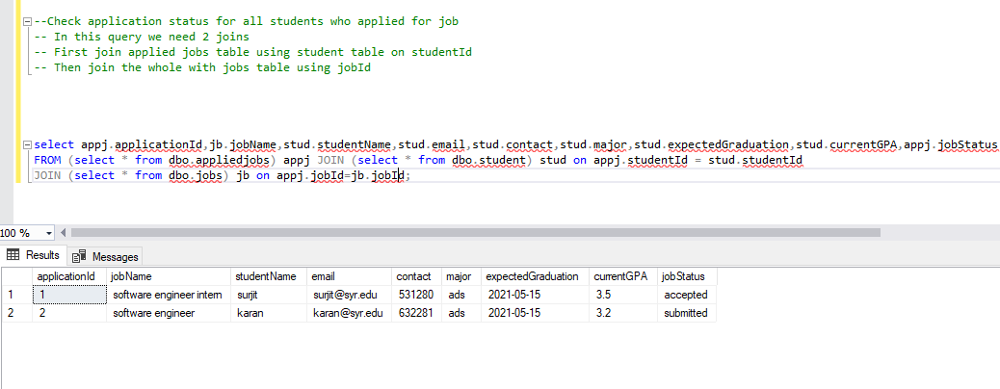 --Check application status for all students who applied for job
-- In this query we need 2 joins
-- First join applied jobs table using student table on studentId
-- Then join the whole with jobs table using jobId
select appj.applicationId,jb.jobName,stud.studentName,stud.email,stud.contact,stud.major,stud.expectedGraduation,stud.currentGPA,appj.jobStatus
FROM (select * from dbo.appliedjobs) appj JOIN (select * from dbo.student) stud on appj.studentId = stud.studentId
JOIN (select * from dbo.jobs) jb on appj.jobId=jb.jobId;
100 %
Results Messages
applicationId jobName studentName email contact major expectedGraduation currentGPA jobStatus
1 1 software engineer intern surjit surjit@syr.edu 531280 ads 2021-05-15 3.5 accepted
2 2 software engineer karan karan@syr.edu 632281 ads 2021-05-15 3.2 submitted